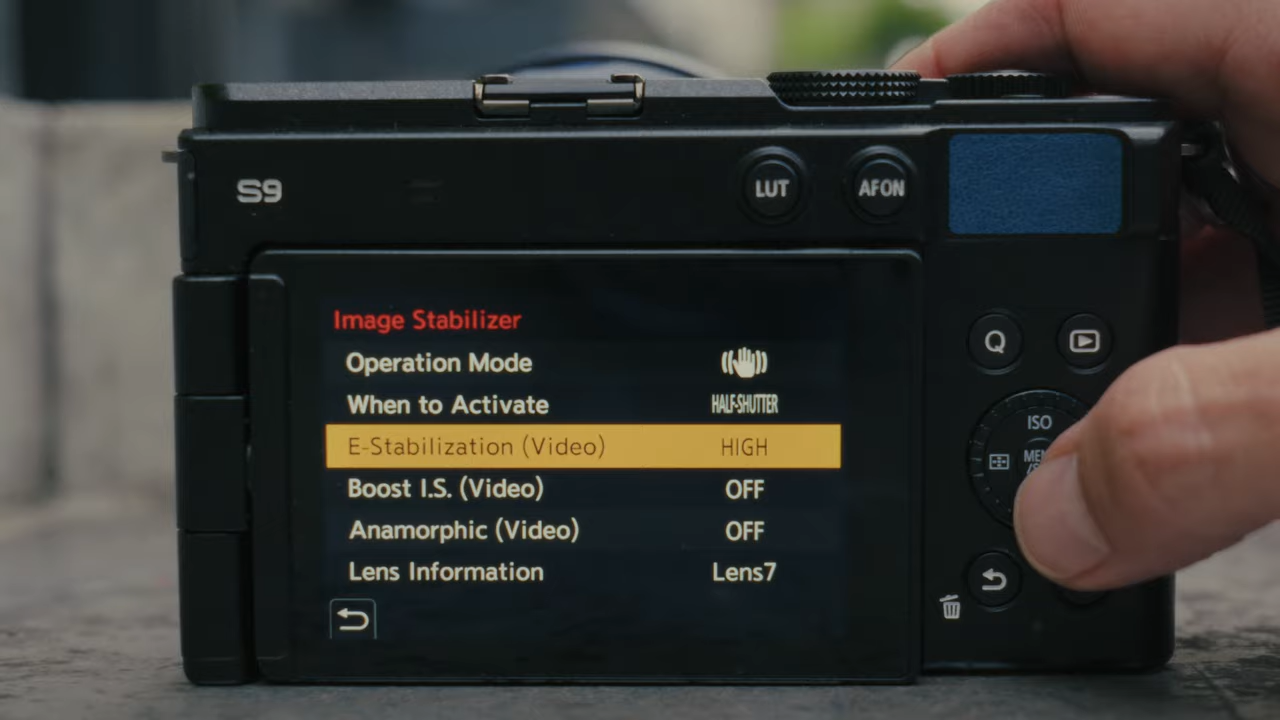 S9
LUT
AFON
Image Stabilizer
Operation Mode
When to Activate HALF-SHUTTER
E-Stabilization (Video) HIGH
Boost I.S. (Video) OFF
Anamorphic (Video) OFF
Lens Information Lens7
Q
ISO